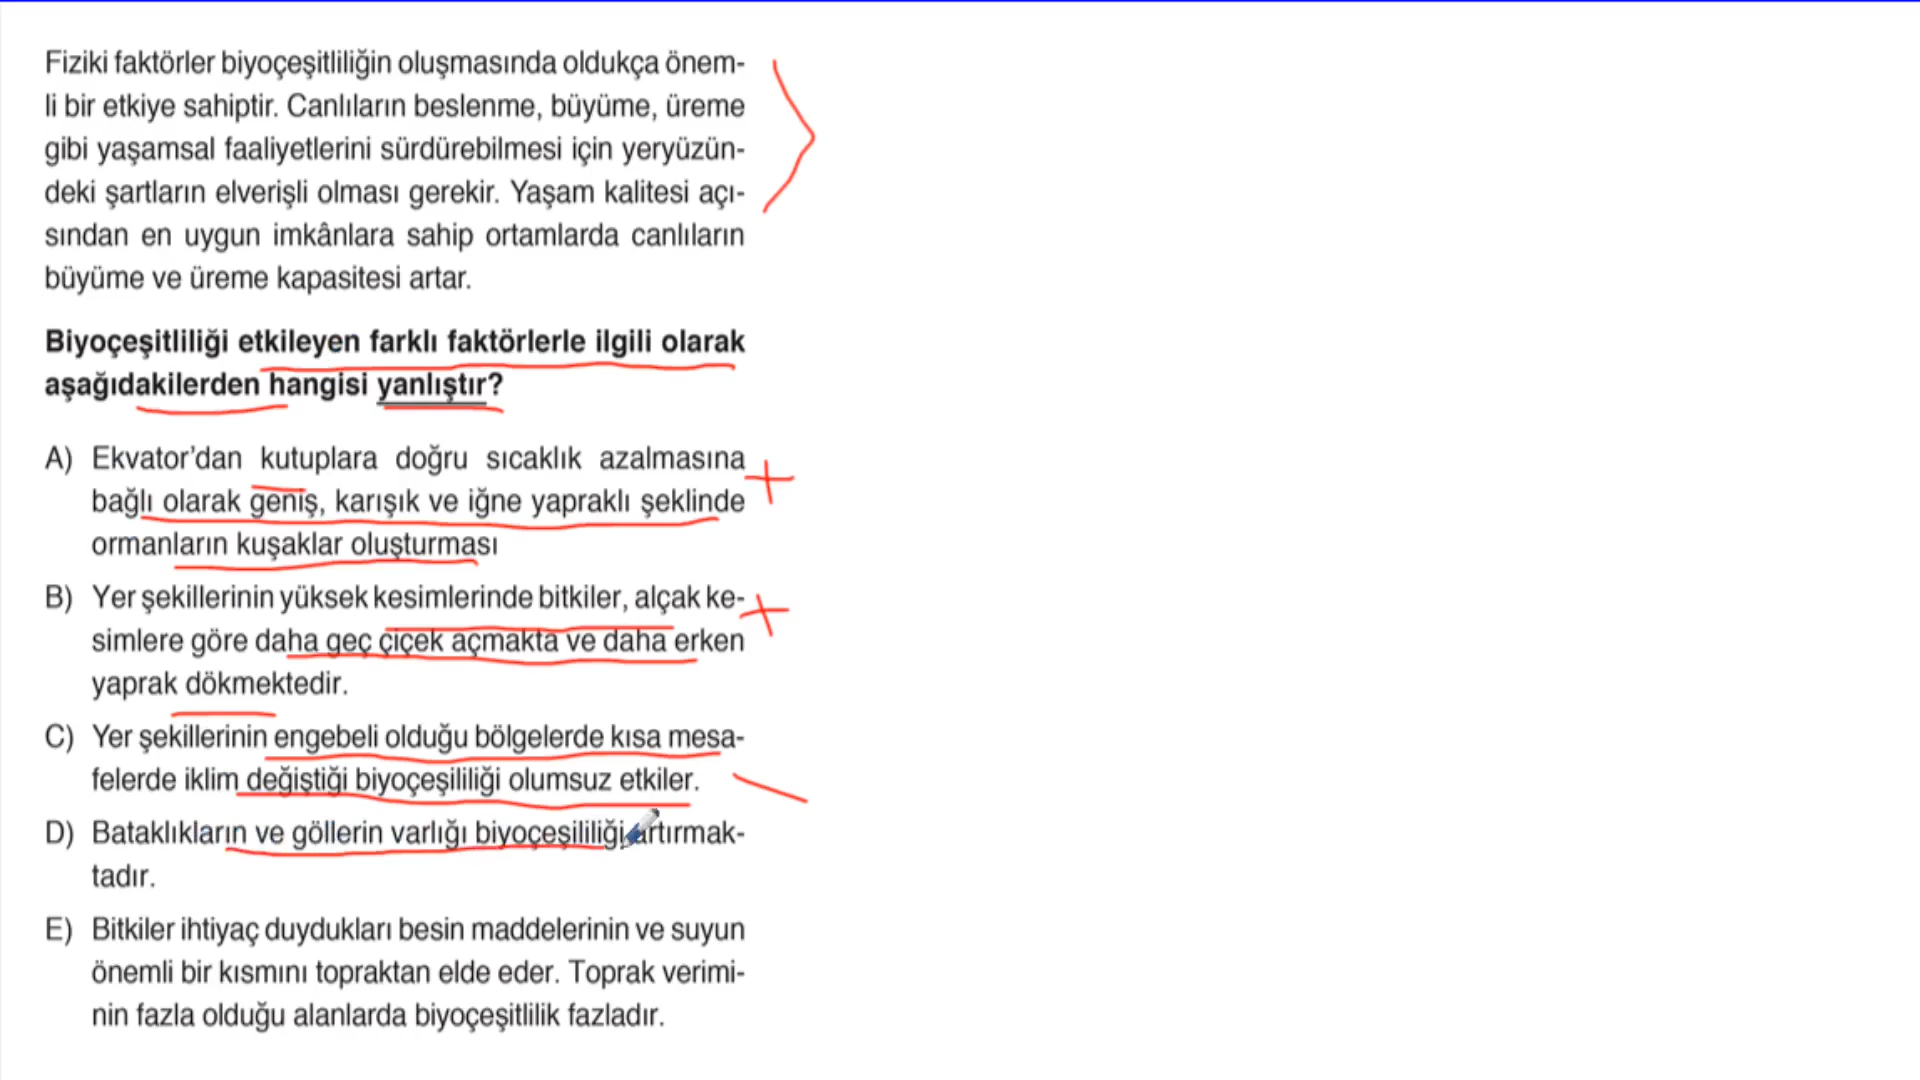 Fiziki faktörler biyoçeşitliliğin oluşmasında oldukça önem-
li bir etkiye sahiptir. Canlıların beslenme, büyüme, üreme
gibi yaşamsal faaliyetlerini sürdürebilmesi için yeryüzün-
deki şartların elverişli olması gerekir. Yaşam kalitesi açı-
sından en uygun imkânlara sahip ortamlarda canlıların
büyüme ve üreme kapasitesi artar.
Biyoçeşitliliği etkileyen farklı faktörlerle ilgili olarak
aşağıdakilerden hangisi yanlıştır?
A) Ekvator’dan kutuplara doğru sıcaklık azalmasına
bağlı olarak geniş, karışık ve iğne yapraklı şeklinde
ormanların kuşaklar oluşturması
B) Yer şekillerinin yüksek kesimlerinde bitkiler, alçak ke-
simlere göre daha geç çiçek açmakta ve daha erken
yaprak dökmektedir.
C) Yer şekillerinin engebeli olduğu bölgelerde kısa mesa-
felerde iklim değiştiği biyoçeşililiği olumsuz etkiler.
D) Bataklıkların ve göllerin varlığı biyoçeşililiği artırmak-
tadır.
E) Bitkiler ihtiyaç duydukları besin maddelerinin ve suyun
önemli bir kısmını topraktan elde eder. Toprak verimi-
nin fazla olduğu alanlarda biyoçeşitlilik fazladır.